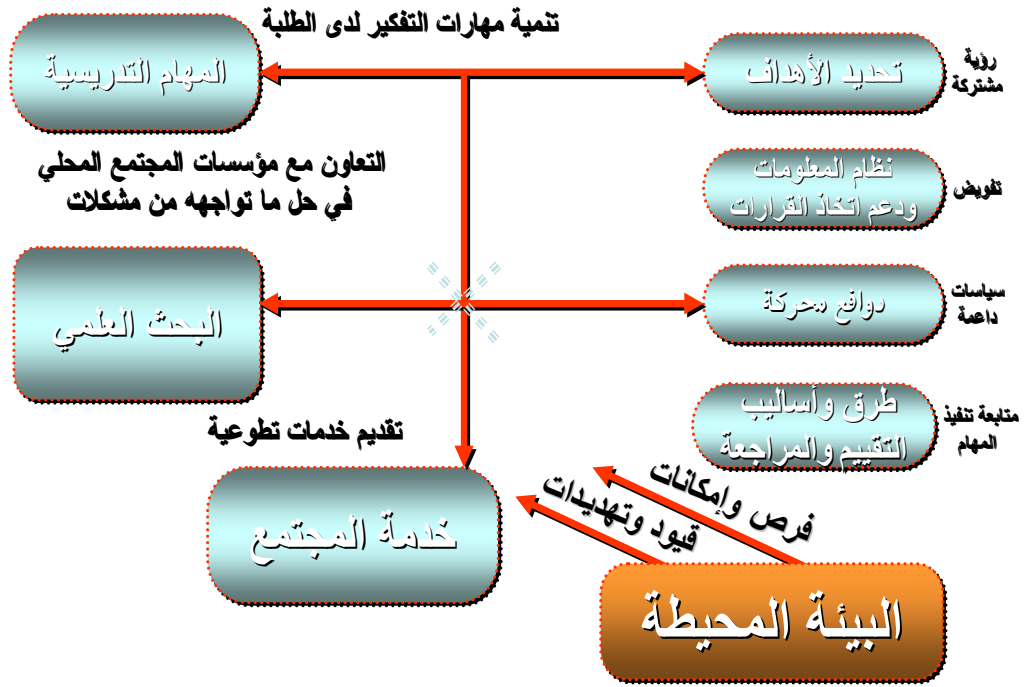 تنمية مهارات التفكير لدى الطلبة
تحديد الأهداف
رؤية
مشتركة
المهام التدريسية
نظام المعلومات
ودعم اتخاذ القرارات
تفويض
التعاون مع مؤسسات المجتمع المحلي
في حل ما تواجهه من مشكلات
دوافع محركة
سياسات
داعمة
البحث العلمي
طرق وأساليب
التقييم والمراجعة
متابعة تنفيذ
المهام
تقديم خدمات تطوعية
خدمة المجتمع
فرص وإمكانات
قيود وتهديدات
البيئة المحيطة